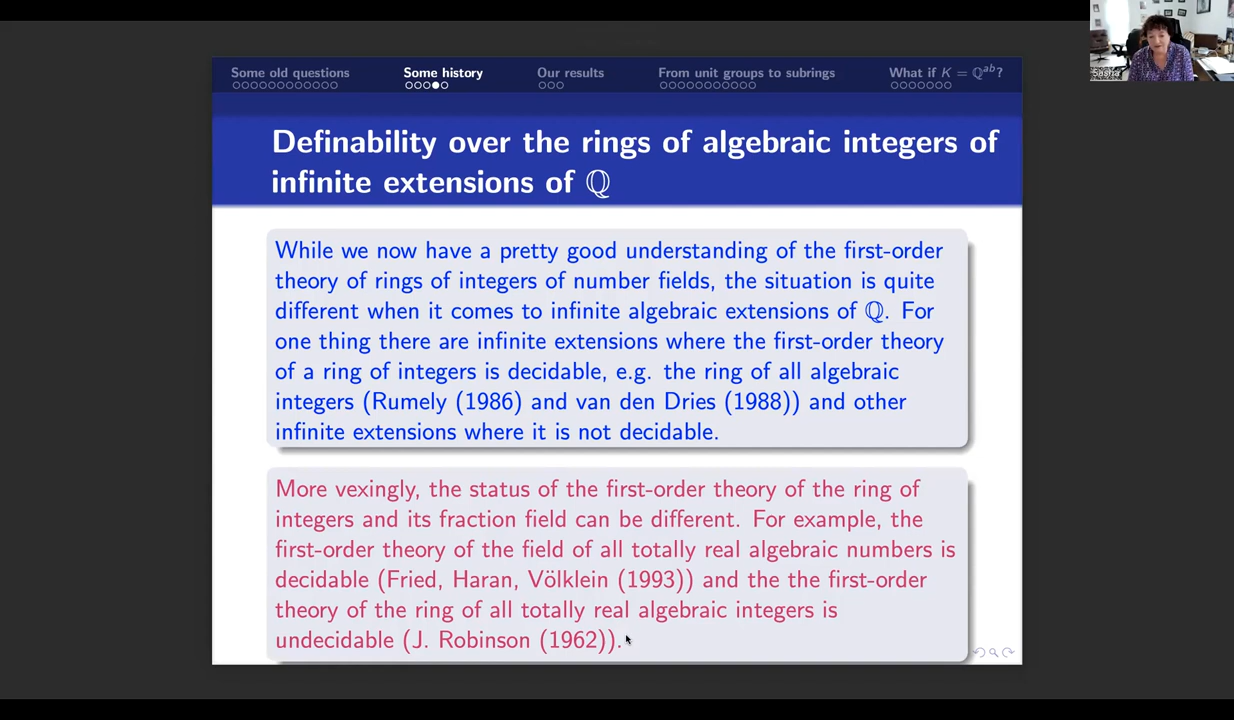 Some old questions Some history Our results From unit groups to subrings What if K = ℚᵃᵇ?
Definability over the rings of algebraic integers of
infinite extensions of ℚ
While we now have a pretty good understanding of the first-order
theory of rings of integers of number fields, the situation is quite
different when it comes to infinite algebraic extensions of ℚ. For
one thing there are infinite extensions where the first-order theory
of a ring of integers is decidable, e.g. the ring of all algebraic
integers (Rumely (1986) and van den Dries (1988)) and other
infinite extensions where it is not decidable.
More vexingly, the status of the first-order theory of the ring of
integers and its fraction field can be different. For example, the
first-order theory of the field of all totally real algebraic numbers is
decidable (Fried, Haran, Völklein (1993)) and the the first-order
theory of the ring of all totally real algebraic integers is
undecidable (J. Robinson (1962)).